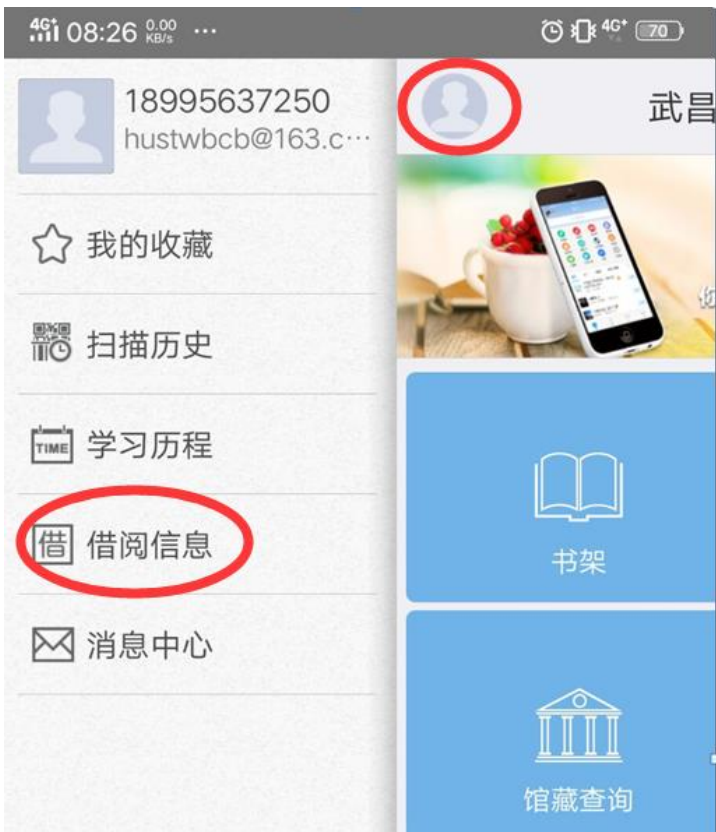 4G+ 08:26 0.00 KB/s ...
4G+ 70
18995637250
hustwbcb@163.c...
武昌
我的收藏
扫描历史
TIME 学习历程
借 借阅信息
消息中心
书架
馆藏查询